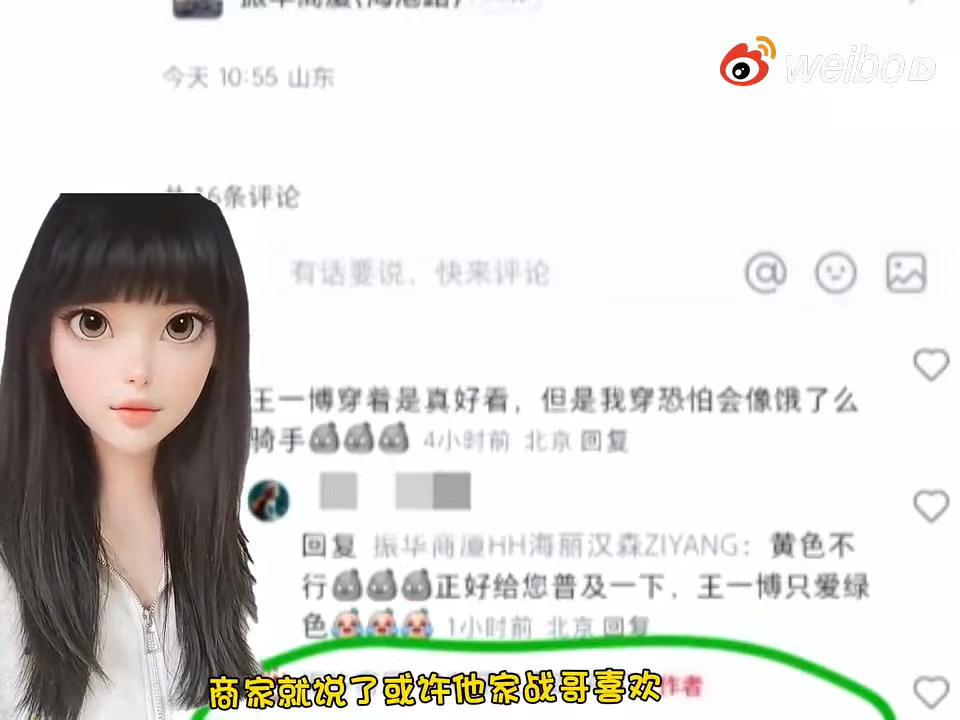 weibo
今天 10:55 山东
16条评论
有话要说，快来评论
王一博穿着是真好看，但是我穿恐怕会像饿了么
骑手 4小时前 北京 回复
回复 振华商厦HH海丽汉森ZIYANG：黄色不
行 正好给您普及一下，王一博只爱绿
色 1小时前 北京 回复
作者
商家就说了或许他家战哥喜欢